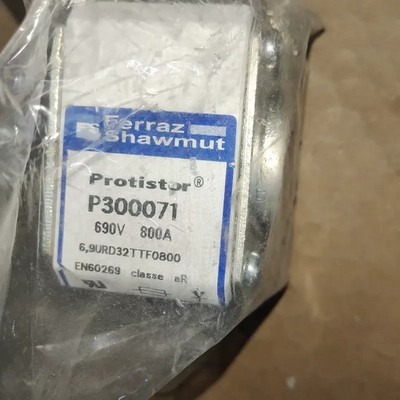 Ferraz
Shawmut
Protistor®
P300071
690V 800A
6,9URD32TTF0800
EN60269 classe aR